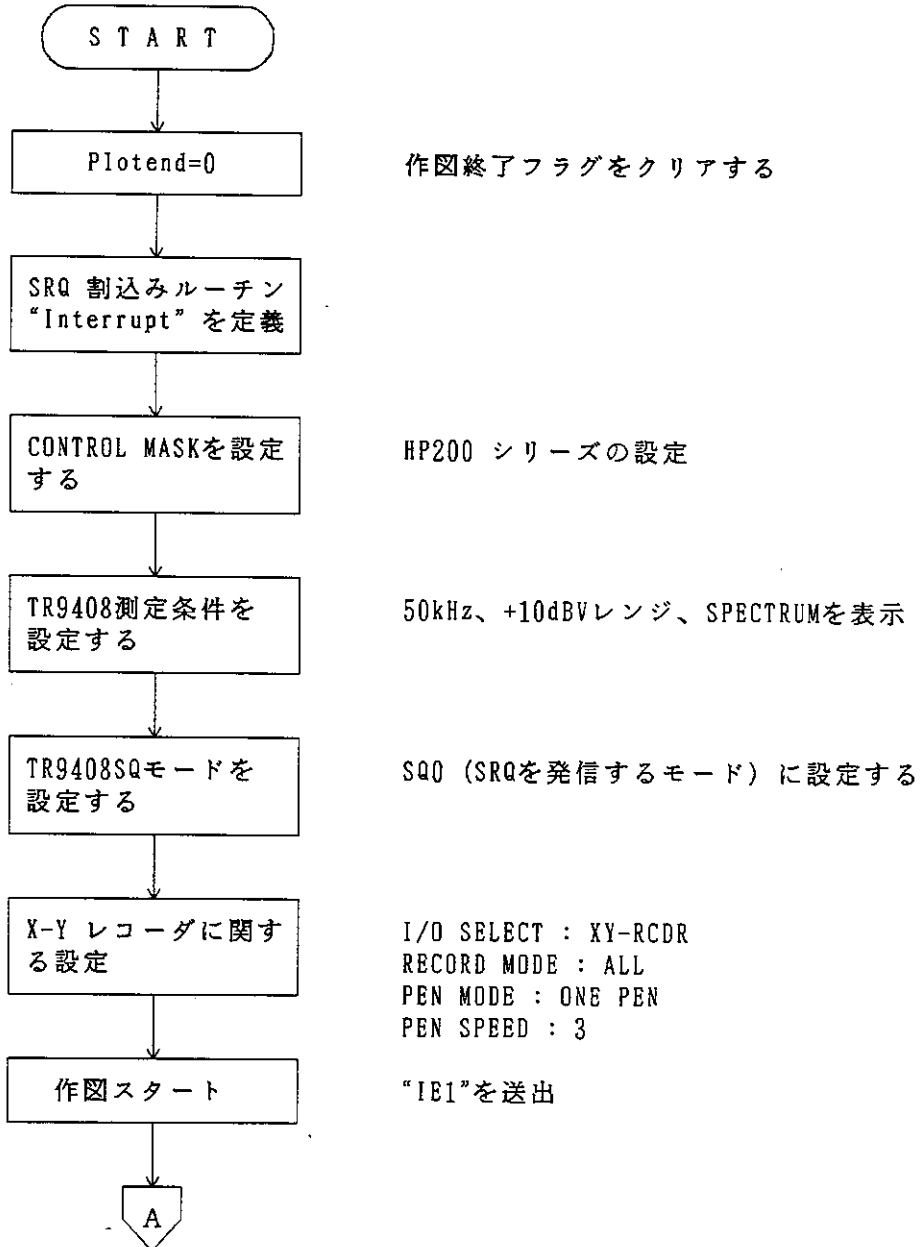 START
Plotend=0
作図終了フラグをクリアする
SRQ 割込みルーチン
“Interrupt” を定義
CONTROL MASKを設定
する
HP200 シリーズの設定
TR9408測定条件を
設定する
50kHz、+10dBVレンジ、SPECTRUMを表示
TR9408SQモードを
設定する
SQ0 (SRQを発信するモード) に設定する
X-Y レコーダに関す
る設定
I/O SELECT : XY-RCDR
RECORD MODE : ALL
PEN MODE : ONE PEN
PEN SPEED : 3
作図スタート
“IE1”を送出
A